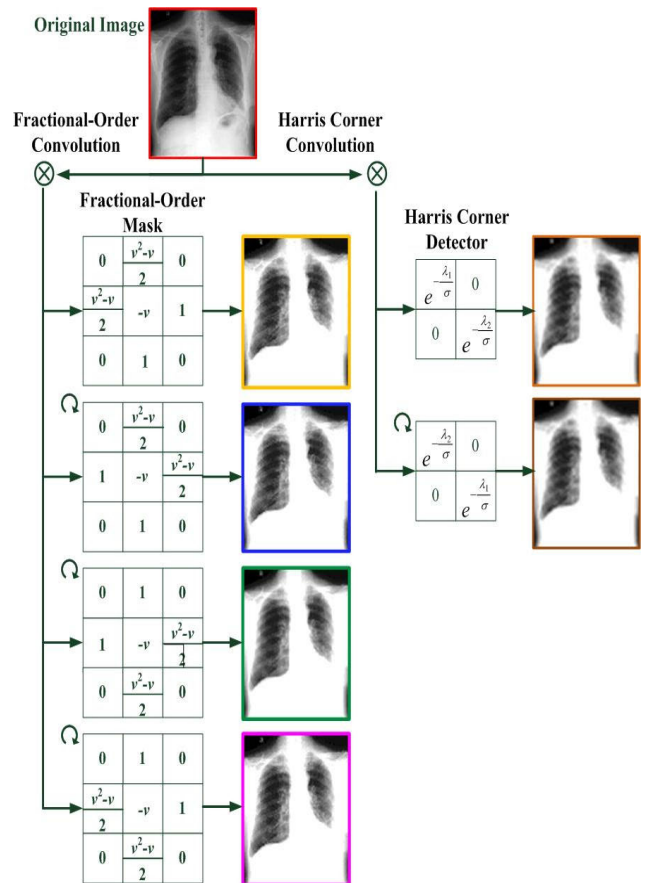 Original Image
Fractional-Order
Convolution
Harris Corner
Convolution
Fractional-Order
Mask
0 (v²-v)/2 0
(v²-v)/2 -v 1
0 1 0
0 (v²-v)/2 0
1 -v (v²-v)/2
0 1 0
0 1 0
1 -v (v²-v)/2
0 (v²-v)/2 0
0 1 0
(v²-v)/2 -v 1
0 (v²-v)/2 0
Harris Corner
Detector
e^(-λ₁/σ) 0
0 e^(-λ₂/σ)
e^(-λ₂/σ) 0
0 e^(-λ₁/σ)